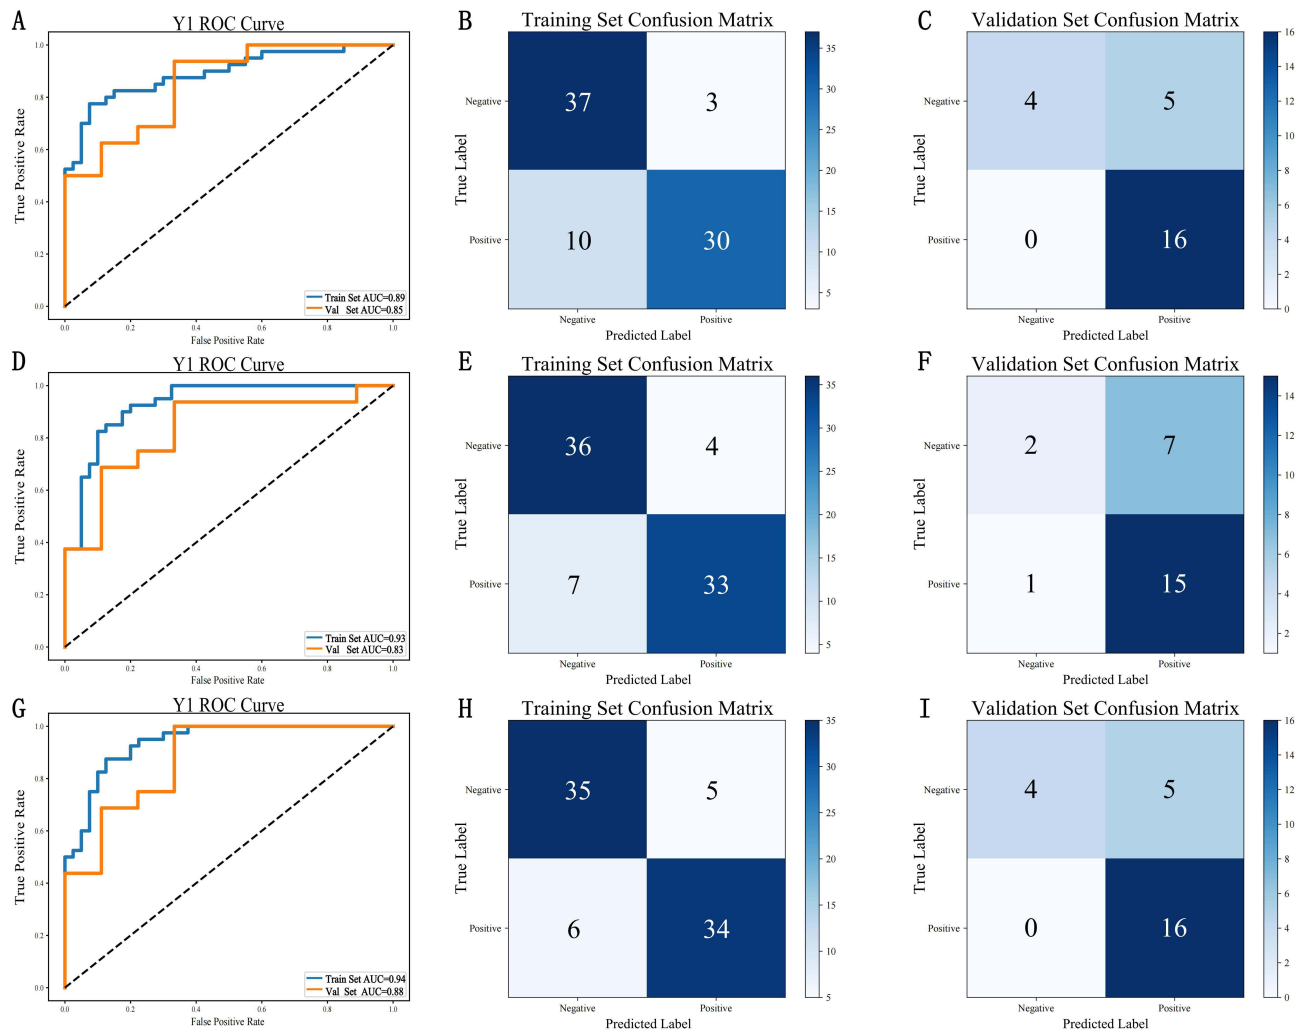 A
Y1 ROC Curve
True Positive Rate
1.0
0.8
0.6
0.4
0.2
0.0
0.0 0.2 0.4 0.6 0.8 1.0
False Positive Rate
Train Set AUC=0.89
Val Set AUC=0.85
B
Training Set Confusion Matrix
True Label
Negative 37 3
Positive 10 30
Negative Positive
Predicted Label
35
30
25
20
15
10
5
C
Validation Set Confusion Matrix
True Label
Negative 4 5
Positive 0 16
Negative Positive
Predicted Label
16
14
12
10
8
6
4
2
0
D
Y1 ROC Curve
True Positive Rate
1.0
0.8
0.6
0.4
0.2
0.0
0.0 0.2 0.4 0.6 0.8 1.0
False Positive Rate
Train Set AUC=0.93
Val Set AUC=0.83
E
Training Set Confusion Matrix
True Label
Negative 36 4
Positive 7 33
Negative Positive
Predicted Label
35
30
25
20
15
10
5
F
Validation Set Confusion Matrix
True Label
Negative 2 7
Positive 1 15
Negative Positive
Predicted Label
14
12
10
8
6
4
2
G
Y1 ROC Curve
True Positive Rate
1.0
0.8
0.6
0.4
0.2
0.0
0.0 0.2 0.4 0.6 0.8 1.0
False Positive Rate
Train Set AUC=0.94
Val Set AUC=0.88
H
Training Set Confusion Matrix
True Label
Negative 35 5
Positive 6 34
Negative Positive
Predicted Label
35
30
25
20
15
10
5
I
Validation Set Confusion Matrix
True Label
Negative 4 5
Positive 0 16
Negative Positive
Predicted Label
16
14
12
10
8
6
4
2
0